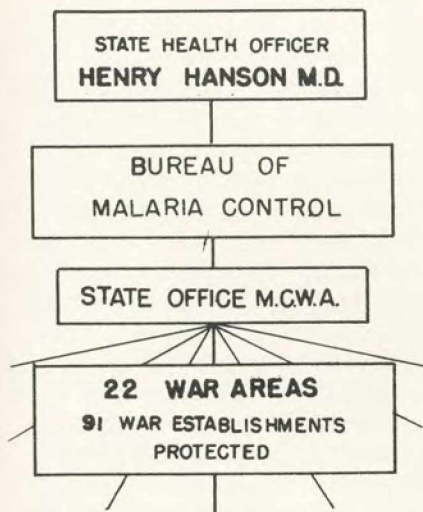 STATE HEALTH OFFICER
HENRY HANSON M.D.
BUREAU OF
MALARIA CONTROL
STATE OFFICE M.C.W.A.
22 WAR AREAS
91 WAR ESTABLISHMENTS
PROTECTED